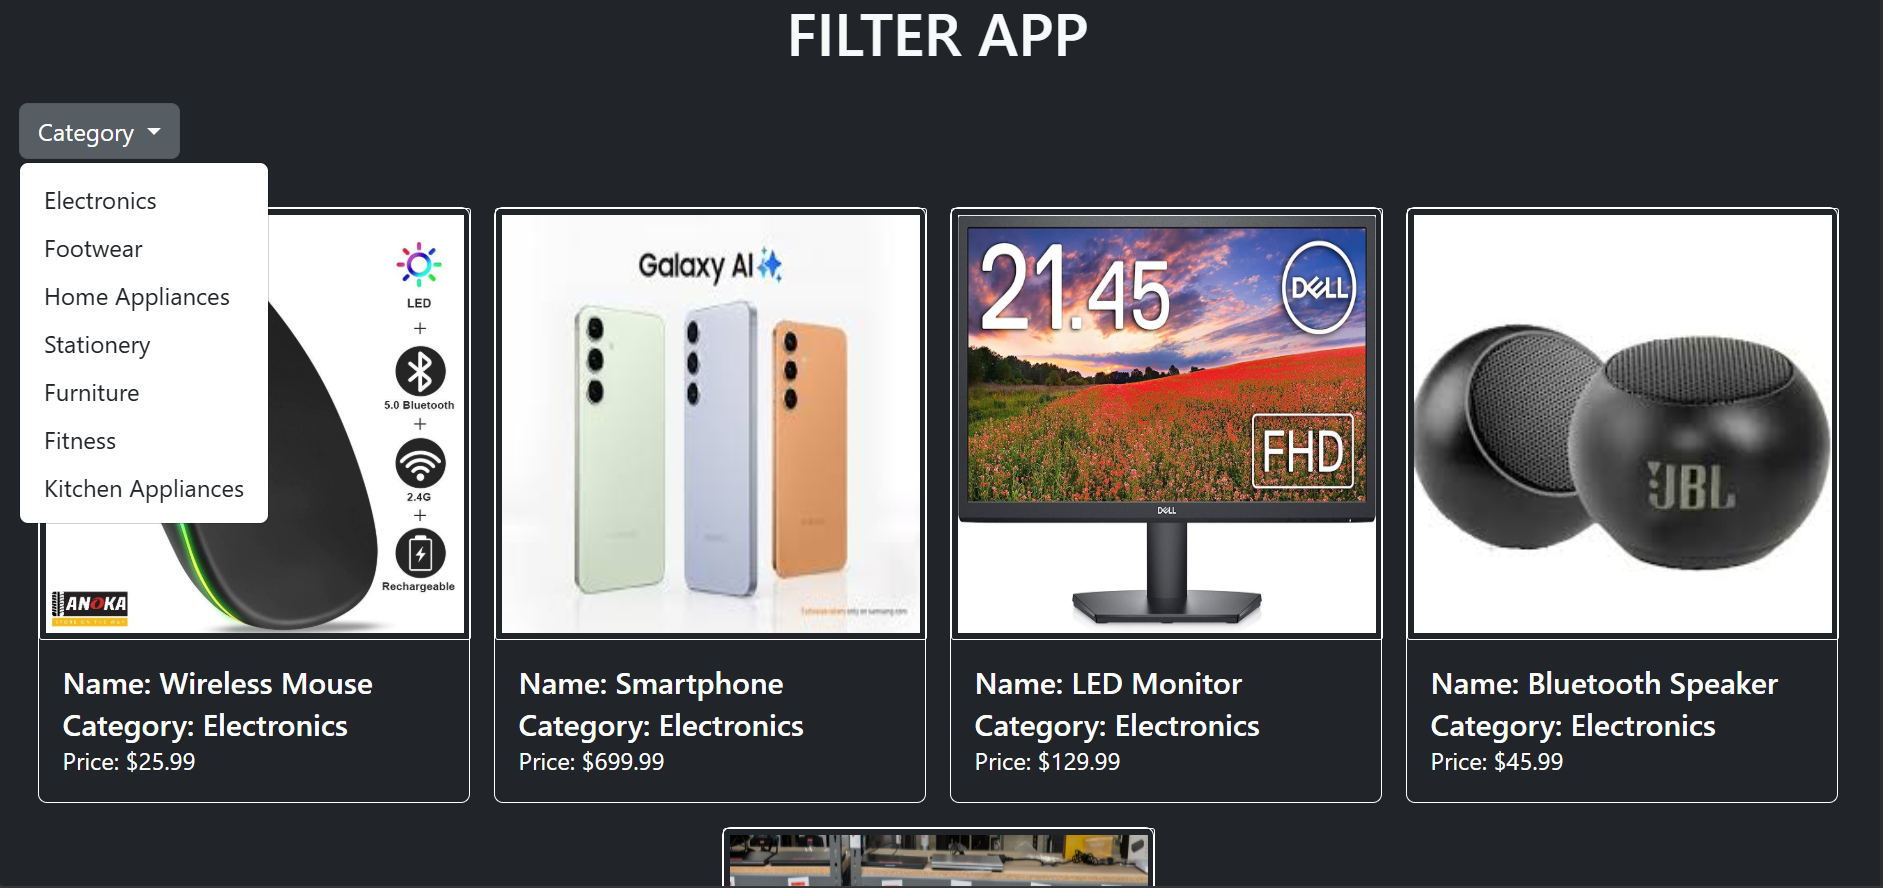 FILTER APP
Category
Electronics
Footwear
Home Appliances
Stationery
Furniture
Fitness
Kitchen Appliances
LED
+
5.0 Bluetooth
+
2.4G
+
Rechargeable
ANOKA
Name: Wireless Mouse
Category: Electronics
Price: $25.99
Galaxy AI
Name: Smartphone
Category: Electronics
Price: $699.99
21.45
DELL
FHD
DELL
Name: LED Monitor
Category: Electronics
Price: $129.99
JBL
Name: Bluetooth Speaker
Category: Electronics
Price: $45.99